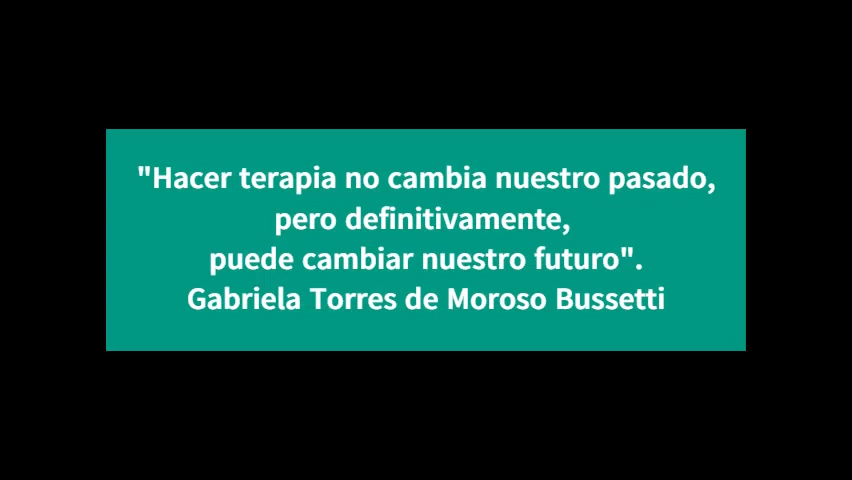 "Hacer terapia no cambia nuestro pasado,
pero definitivamente,
puede cambiar nuestro futuro".
Gabriela Torres de Moroso Bussetti